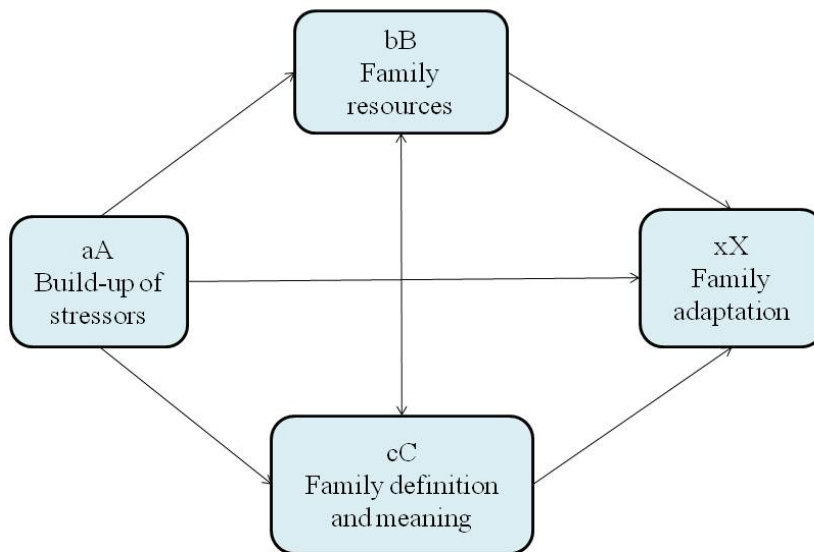 bB
Family
resources
aA
Build-up of
stressors
xX
Family
adaptation
cC
Family definition
and meaning